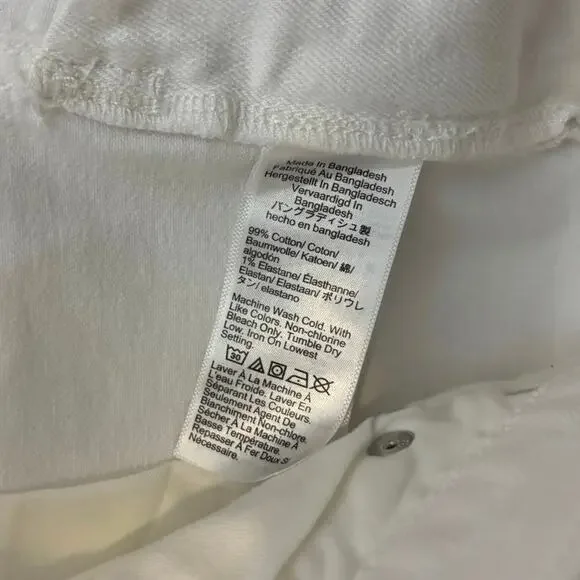 Made In Bangladesh
Fabriqué Au Bangladesh
Hergestellt In Bangladesch
Vervaardigd In
Bangladesh
バングラディシュ製
hecho en bangladesh
99% Cotton/ Coton/
Baumwolle/ Katoen/ 綿/
algodón
1% Elastane/ Élasthanne/
Elastan/ Elastaan/ ポリウレ
タン/ elastano
Machine Wash Cold. With
Like Colors. Non-chlorine
Bleach Only. Tumble Dry
Low. Iron On Lowest
Setting.
30
Laver À La Machine À
L'eau Froide. Laver En
Séparant Les Couleurs.
Seulement Agent De
Blanchiment Non-chlore.
Sécher À La Machine À
Basse Température.
Repasser À Fer Doux Si
Nécessaire.